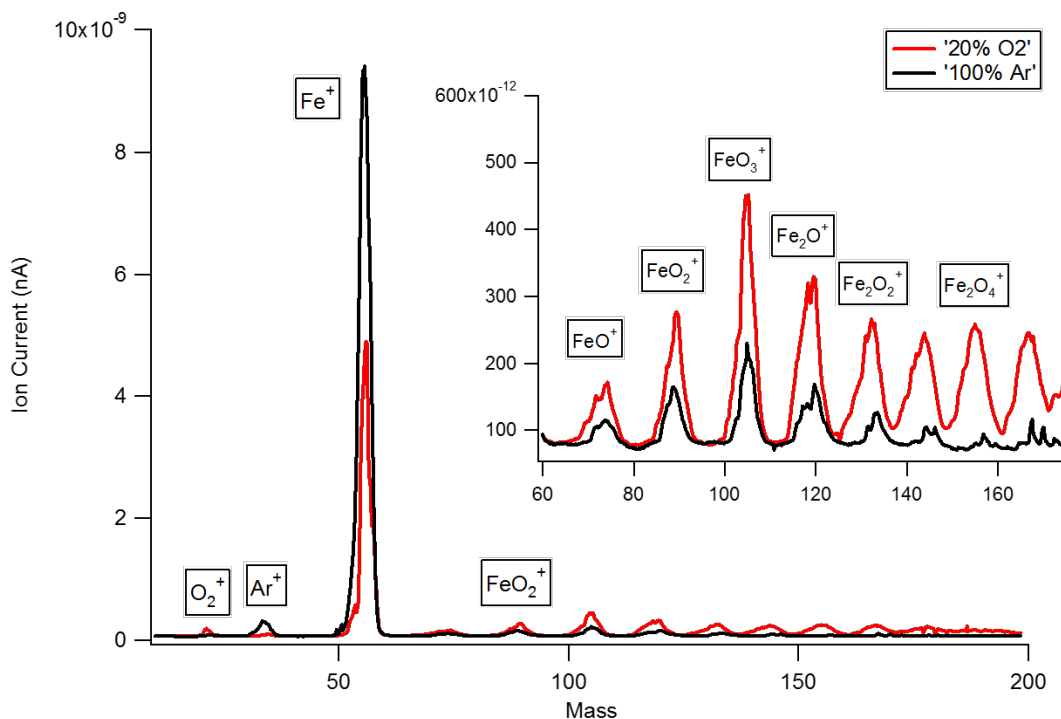 10x10⁻⁹
8
6
4
2
0
Ion Current (nA)
50
100
150
200
Mass
O₂⁺
Ar⁺
Fe⁺
FeO₂⁺
'20% O2'
'100% Ar'
600x10⁻¹²
500
400
300
200
100
60
80
100
120
140
160
FeO⁺
FeO₂⁺
FeO₃⁺
Fe₂O⁺
Fe₂O₂⁺
Fe₂O₄⁺